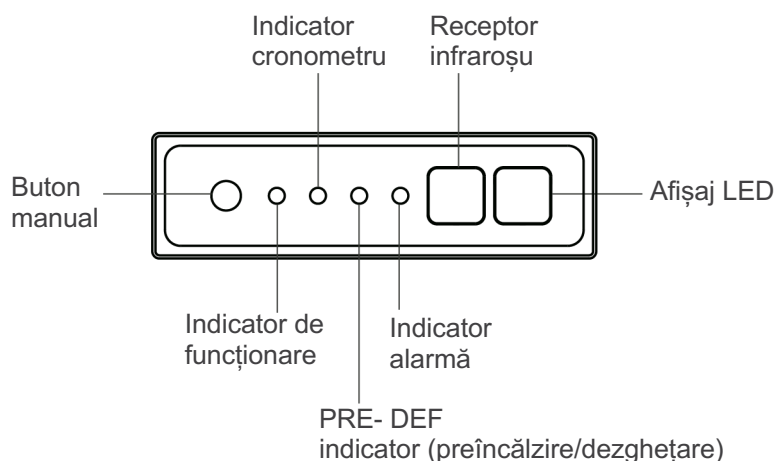 Indicator
cronometru
Receptor
infraroșu
Buton
manual
Afișaj LED
Indicator de
funcționare
Indicator
alarmă
PRE- DEF
indicator (preîncălzire/dezghețare)